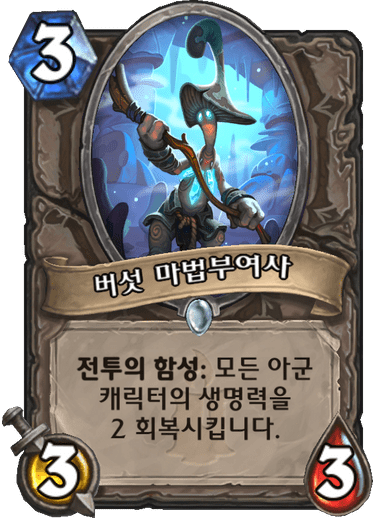 3
버섯 마법부여사
전투의 함성: 모든 아군
캐릭터의 생명력을
2 회복시킵니다.
3
3